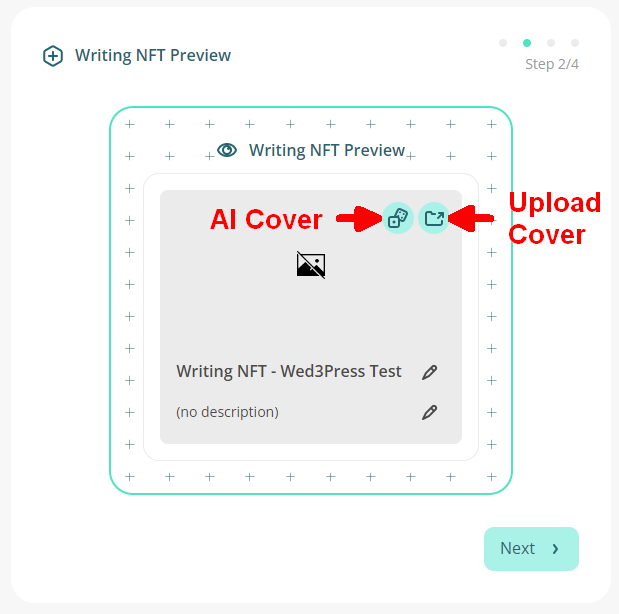 Writing NFT Preview
Step 2/4
Writing NFT Preview
AI Cover
Upload
Cover
Writing NFT - Wed3Press Test
(no description)
Next